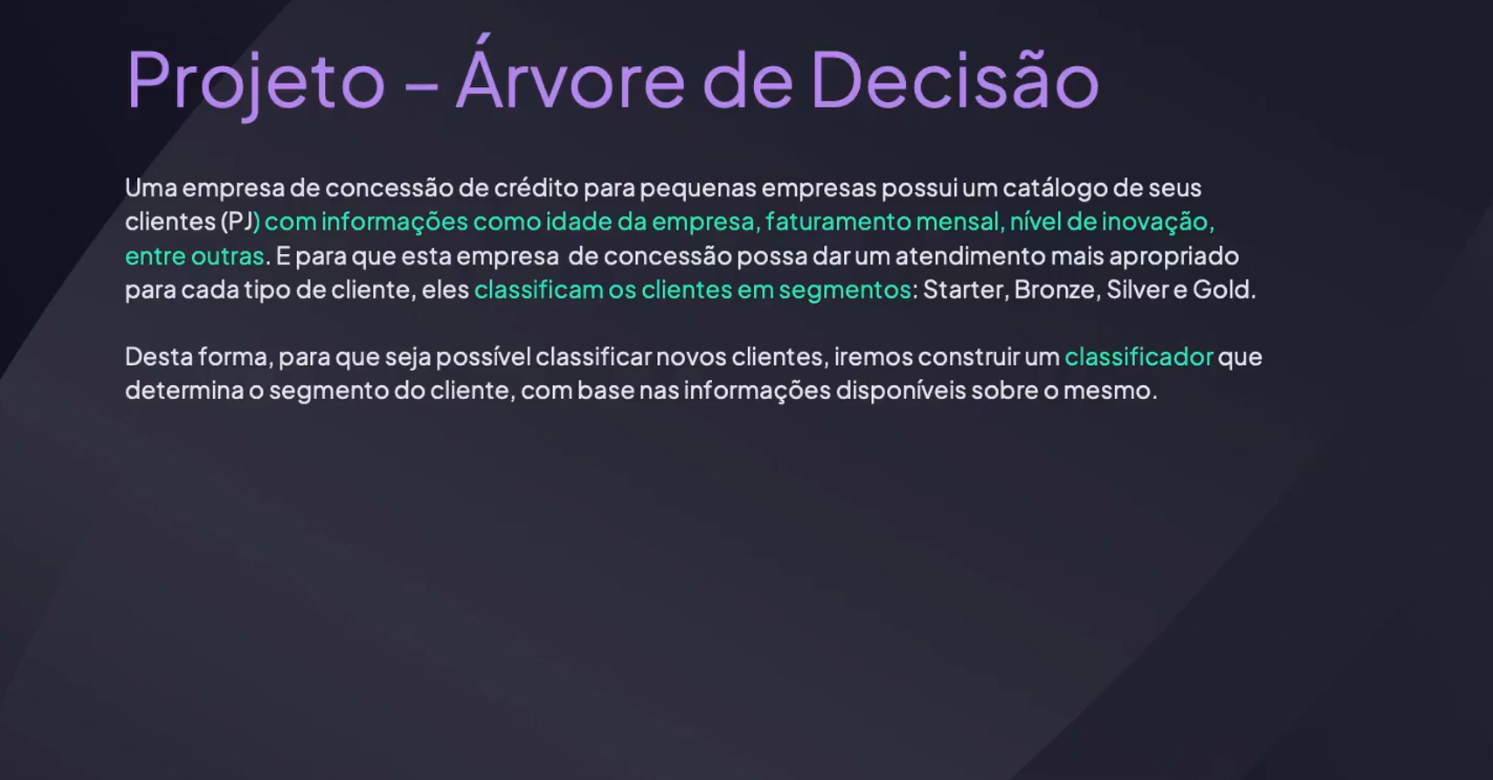 Projeto – Árvore de Decisão
Uma empresa de concessão de crédito para pequenas empresas possui um catálogo de seus
clientes (PJ) com informações como idade da empresa, faturamento mensal, nível de inovação,
entre outras. E para que esta empresa  de concessão possa dar um atendimento mais apropriado
para cada tipo de cliente, eles classificam os clientes em segmentos: Starter, Bronze, Silver e Gold.
Desta forma, para que seja possível classificar novos clientes, iremos construir um classificador que
determina o segmento do cliente, com base nas informações disponíveis sobre o mesmo.